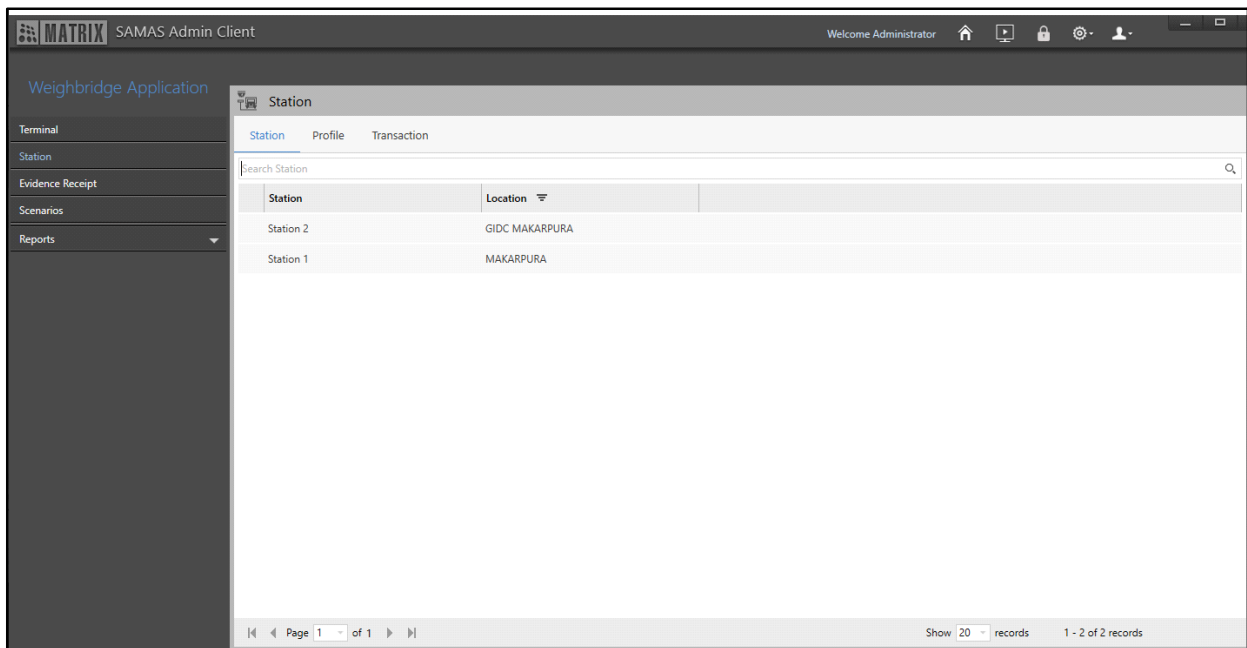 MATRIX SAMAS Admin Client
Welcome Administrator
Weighbridge Application
Terminal
Station
Evidence Receipt
Scenarios
Reports
Station
Station Profile Transaction
Search Station
Station Location
Station 2 GIDC MAKARPURA
Station 1 MAKARPURA
Page 1 of 1 Show 20 records 1 - 2 of 2 records